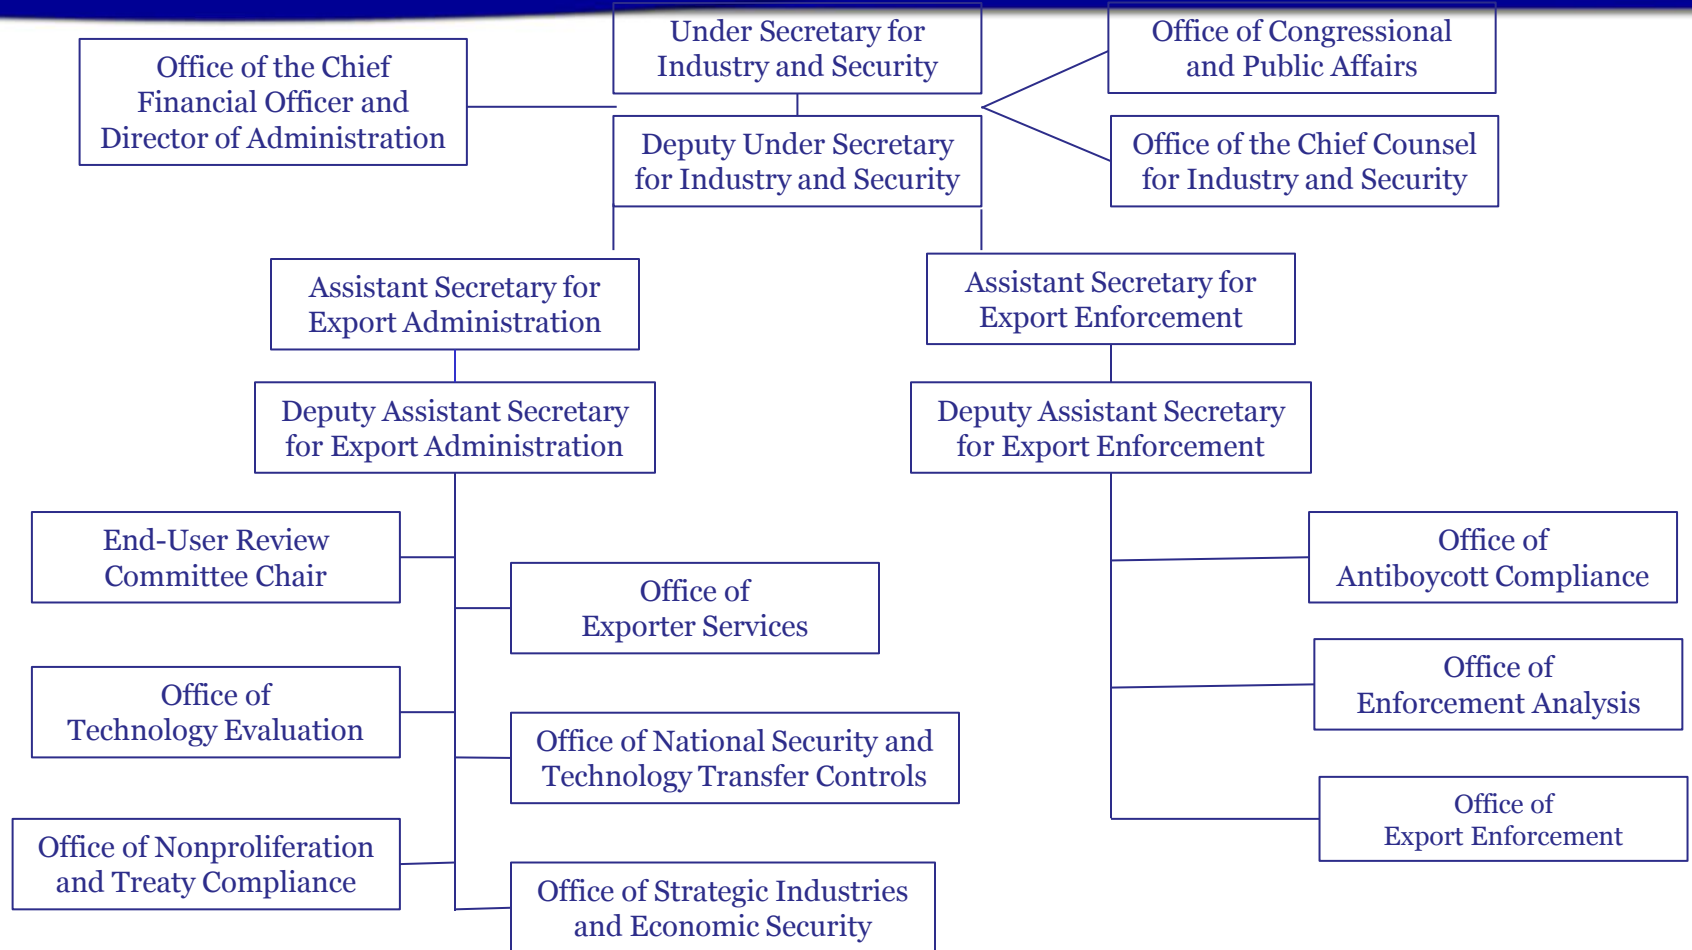 Under Secretary for
Industry and Security
Office of Congressional
and Public Affairs
Office of the Chief
Financial Officer and
Director of Administration
Deputy Under Secretary
for Industry and Security
Office of the Chief Counsel
for Industry and Security
Assistant Secretary for
Export Administration
Assistant Secretary for
Export Enforcement
Deputy Assistant Secretary
for Export Administration
Deputy Assistant Secretary
for Export Enforcement
End-User Review
Committee Chair
Office of
Exporter Services
Office of
Technology Evaluation
Office of National Security and
Technology Transfer Controls
Office of Nonproliferation
and Treaty Compliance
Office of Strategic Industries
and Economic Security
Office of
Antiboycott Compliance
Office of
Enforcement Analysis
Office of
Export Enforcement